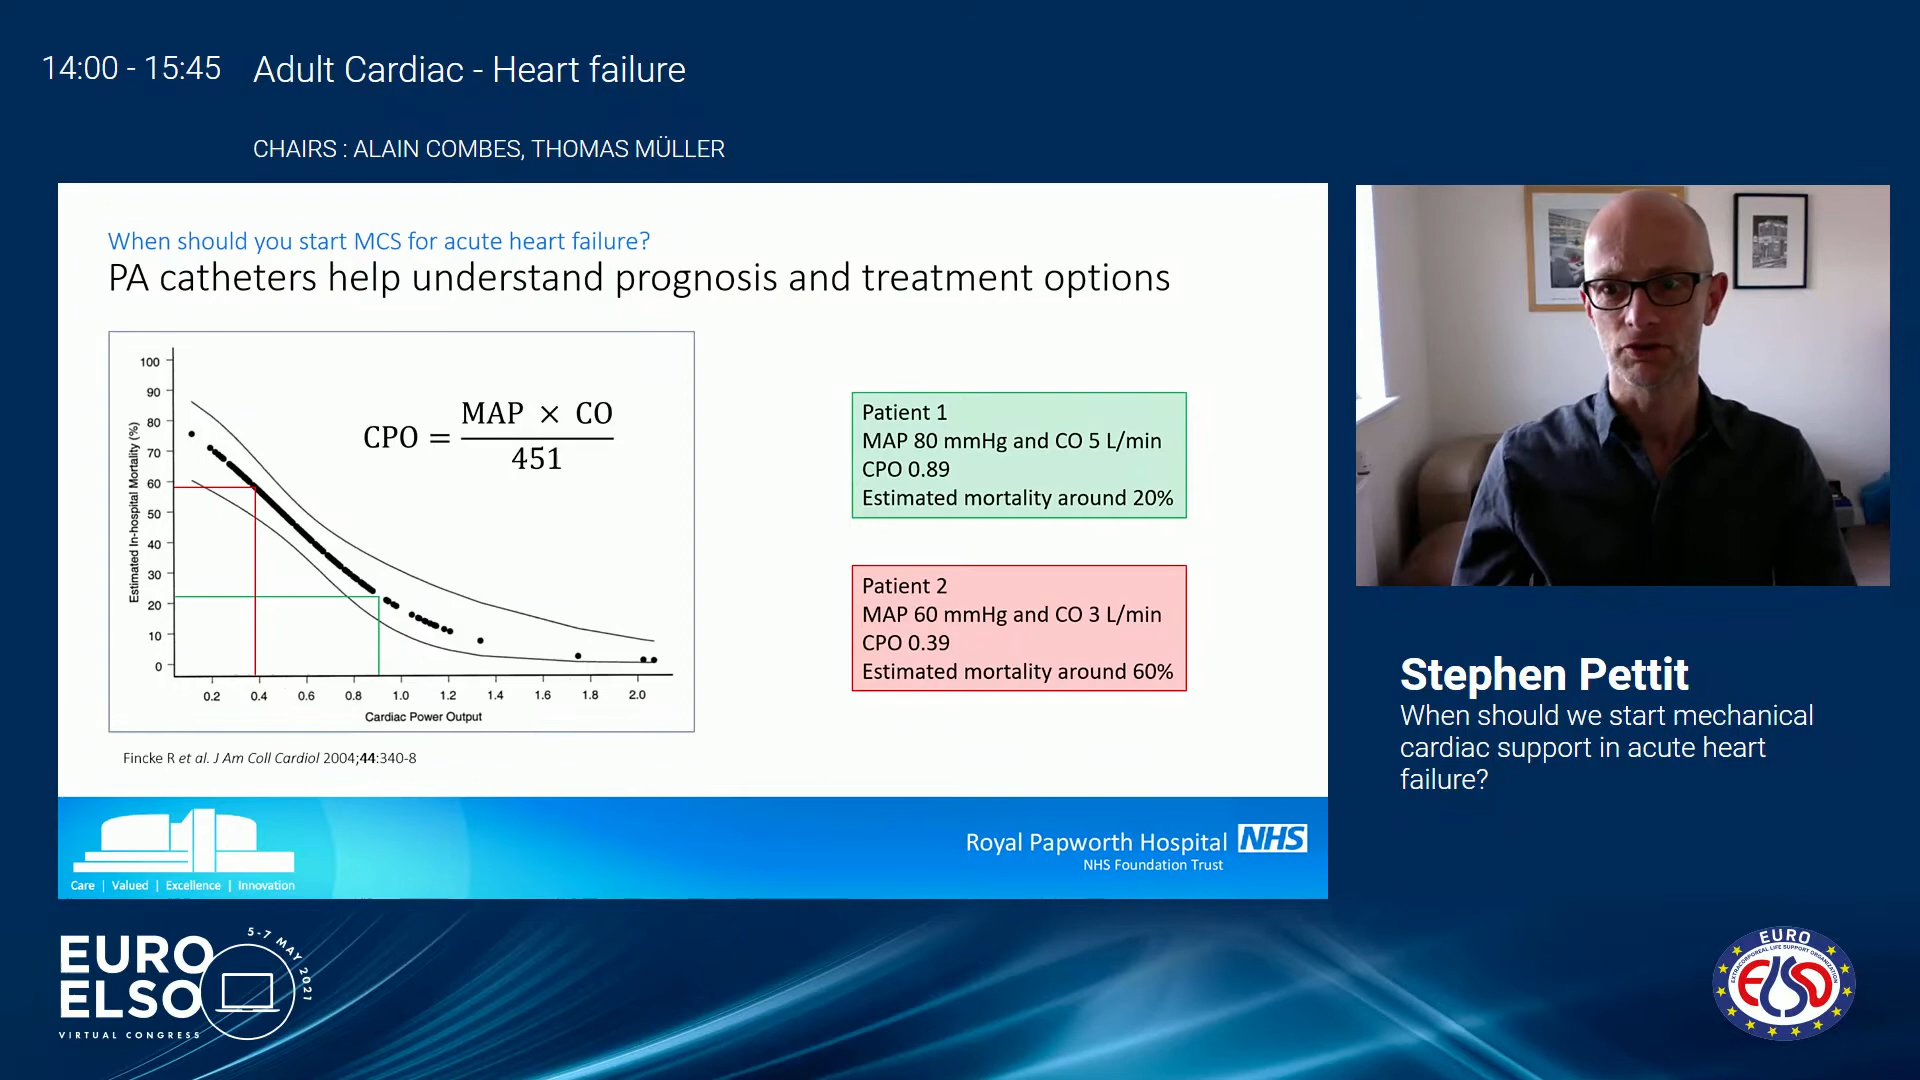 14:00 - 15:45 Adult Cardiac - Heart failure
CHAIRS : ALAIN COMBES, THOMAS MÜLLER
When should you start MCS for acute heart failure?
PA catheters help understand prognosis and treatment options
Estimated In-hospital Mortality (%)
100
90
80
70
60
50
40
30
20
10
0
CPO = MAP × CO / 451
0.2 0.4 0.6 0.8 1.0 1.2 1.4 1.6 1.8 2.0
Cardiac Power Output
Fincke R et al. J Am Coll Cardiol 2004;44:340-8
Patient 1
MAP 80 mmHg and CO 5 L/min
CPO 0.89
Estimated mortality around 20%
Patient 2
MAP 60 mmHg and CO 3 L/min
CPO 0.39
Estimated mortality around 60%
Care | Valued | Excellence | Innovation
Royal Papworth Hospital NHS
NHS Foundation Trust
Stephen Pettit
When should we start mechanical
cardiac support in acute heart
failure?
EURO
ELSO
VIRTUAL CONGRESS
5-7 MAY 2021
EURO
EXTRACORPOREAL LIFE SUPPORT ORGANIZATION
ELSO